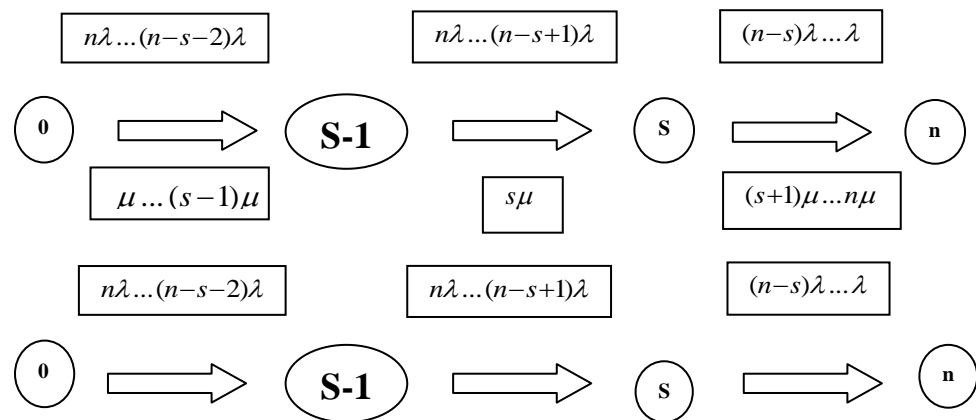 nλ…(n−s−2)λ nλ…(n−s+1)λ (n−s)λ…λ
0 S-1 S n
μ…(s−1)μ sμ (s+1)μ…nμ
nλ…(n−s−2)λ nλ…(n−s+1)λ (n−s)λ…λ
0 S-1 S n